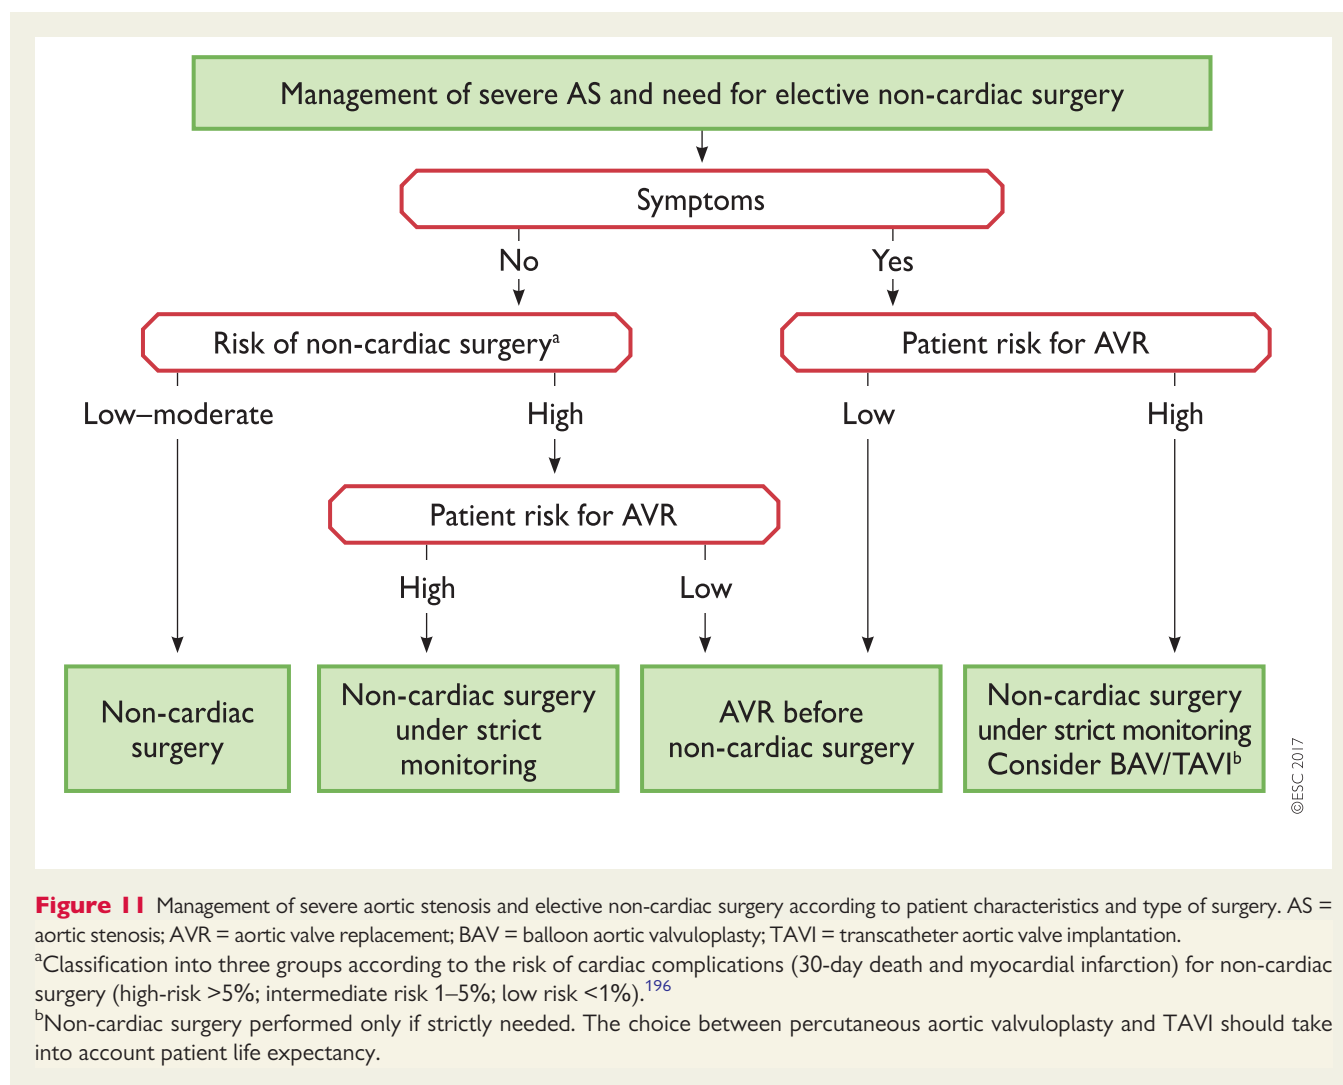 Management of severe AS and need for elective non-cardiac surgery
Symptoms
No
Yes
Risk of non-cardiac surgeryᵃ
Patient risk for AVR
Low–moderate
High
Low
High
Patient risk for AVR
High
Low
Non-cardiac
surgery
Non-cardiac surgery
under strict
monitoring
AVR before
non-cardiac surgery
Non-cardiac surgery
under strict monitoring
Consider BAV/TAVIᵇ
©ESC 2017
Figure 11 Management of severe aortic stenosis and elective non-cardiac surgery according to patient characteristics and type of surgery. AS =
aortic stenosis; AVR = aortic valve replacement; BAV = balloon aortic valvuloplasty; TAVI = transcatheter aortic valve implantation.
ᵃClassification into three groups according to the risk of cardiac complications (30-day death and myocardial infarction) for non-cardiac
surgery (high-risk >5%; intermediate risk 1–5%; low risk <1%).¹⁹⁶
ᵇNon-cardiac surgery performed only if strictly needed. The choice between percutaneous aortic valvuloplasty and TAVI should take
into account patient life expectancy.